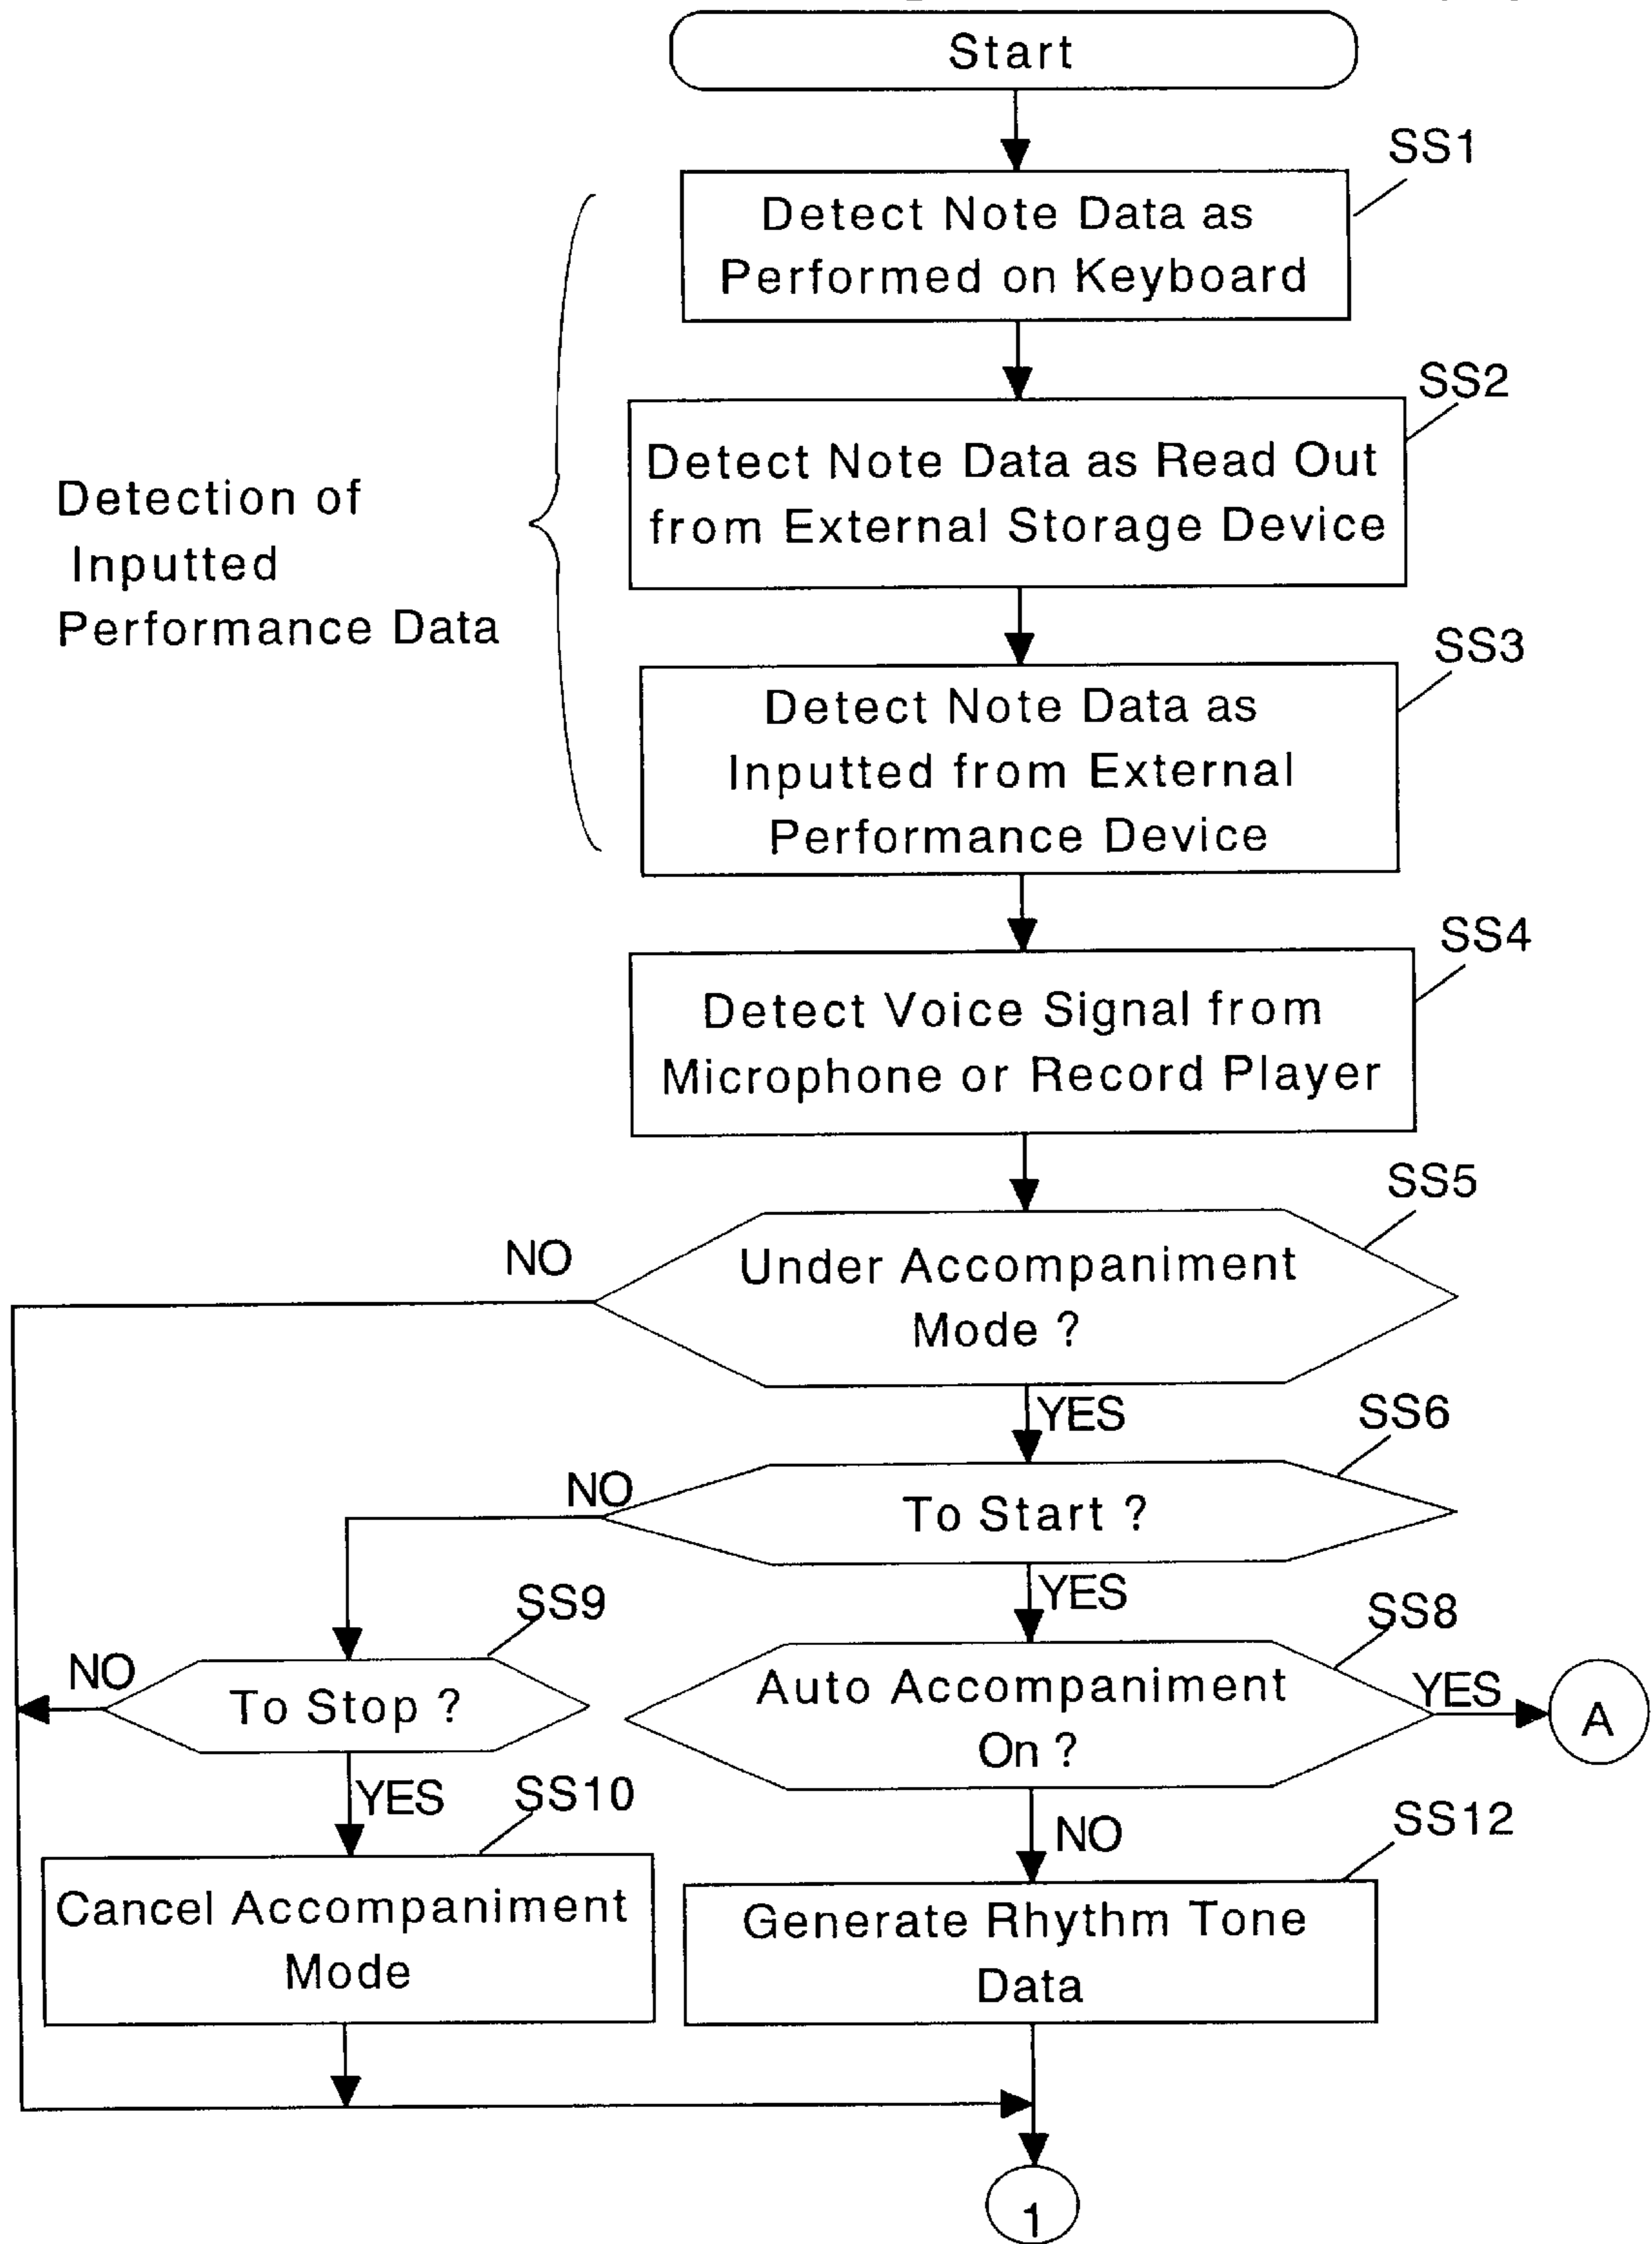 Start
SS1
Detect Note Data as
Performed on Keyboard
SS2
Detect Note Data as Read Out
from External Storage Device
Detection of
Inputted
Performance Data
SS3
Detect Note Data as
Inputted from External
Performance Device
SS4
Detect Voice Signal from
Microphone or Record Player
SS5
NO
Under Accompaniment
Mode ?
YES
SS6
NO
To Start ?
YES
SS9
SS8
NO
To Stop ?
Auto Accompaniment
On ?
YES
A
YES
SS10
NO
SS12
Cancel Accompaniment
Mode
Generate Rhythm Tone
Data
1